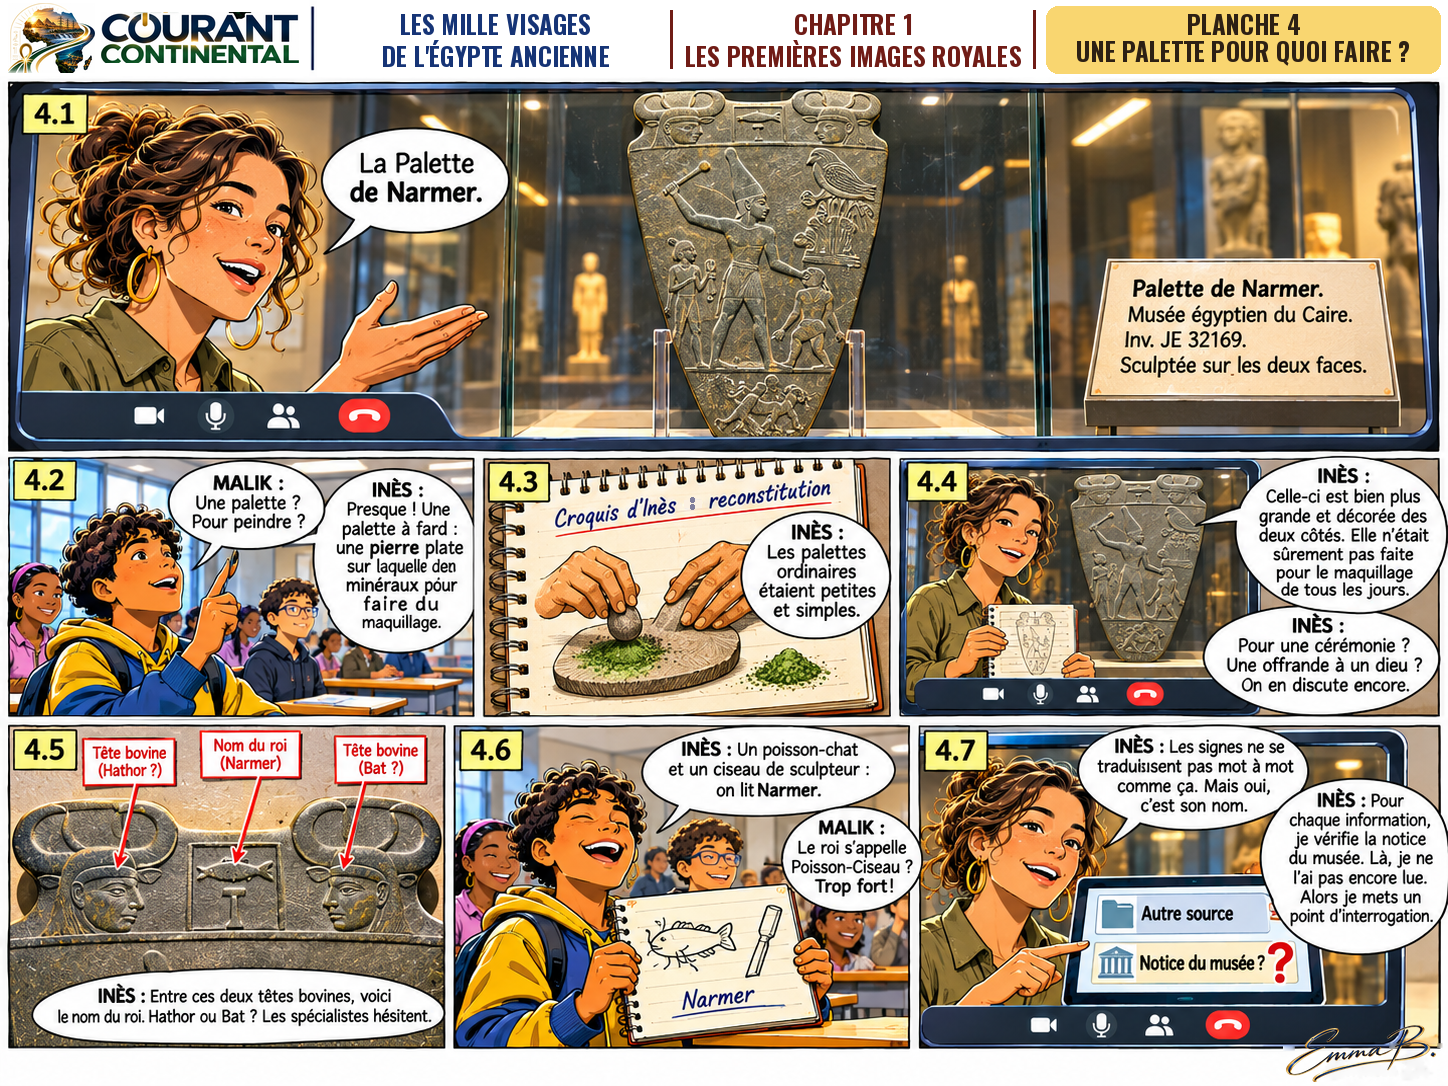 COURANT
CONTINENTAL
LES MILLE VISAGES
DE L'ÉGYPTE ANCIENNE
CHAPITRE 1
LES PREMIÈRES IMAGES ROYALES
PLANCHE 4
UNE PALETTE POUR QUOI FAIRE ?
4.1
La Palette
de Narmer.
Palette de Narmer.
Musée égyptien du Caire.
Inv. JE 32169.
Sculptée sur les deux faces.
4.2
MALIK :
Une palette ?
Pour peindre ?
INÈS :
Presque ! Une
palette à fard :
une pierre plate
sur laquelle den
minéraux póur
faire du
maquillage.
4.3
Croquis d'Inès : reconstitution
INÈS :
Les palettes
ordinaires
étaient petites
et simples.
4.4
INÈS :
Celle-ci est bien plus
grande et décorée des
deux côtés. Elle n'était
sûrement pas faite
pour le maquillage
de tous les jours.
INÈS :
Pour une cérémonie ?
Une offrande à un dieu ?
On en discute encore.
4.5
Tête bovine
(Hathor ?)
Nom du roi
(Narmer)
Tête bovine
(Bat ?)
INÈS : Entre ces deux têtes bovines, voici
le nom du roi. Hathor ou Bat ? Les spécialistes hésitent.
4.6
INÈS : Un poisson-chat
et un ciseau de sculpteur :
on lit Narmer.
MALIK :
Le roi s'appelle
Poisson-Ciseau ?
Trop fort!
Narmer
4.7
INÈS : Les signes ne se
traduisent pas mot à mot
comme ça. Mais oui,
c'est son nom.
INÈS : Pour
chaque information,
je vérifie la notice
du musée. Là, je ne
l'ai pas encore lue.
Alors je mets un
point d'interrogation.
Autre source
Notice du musée ? ?
Emma B.